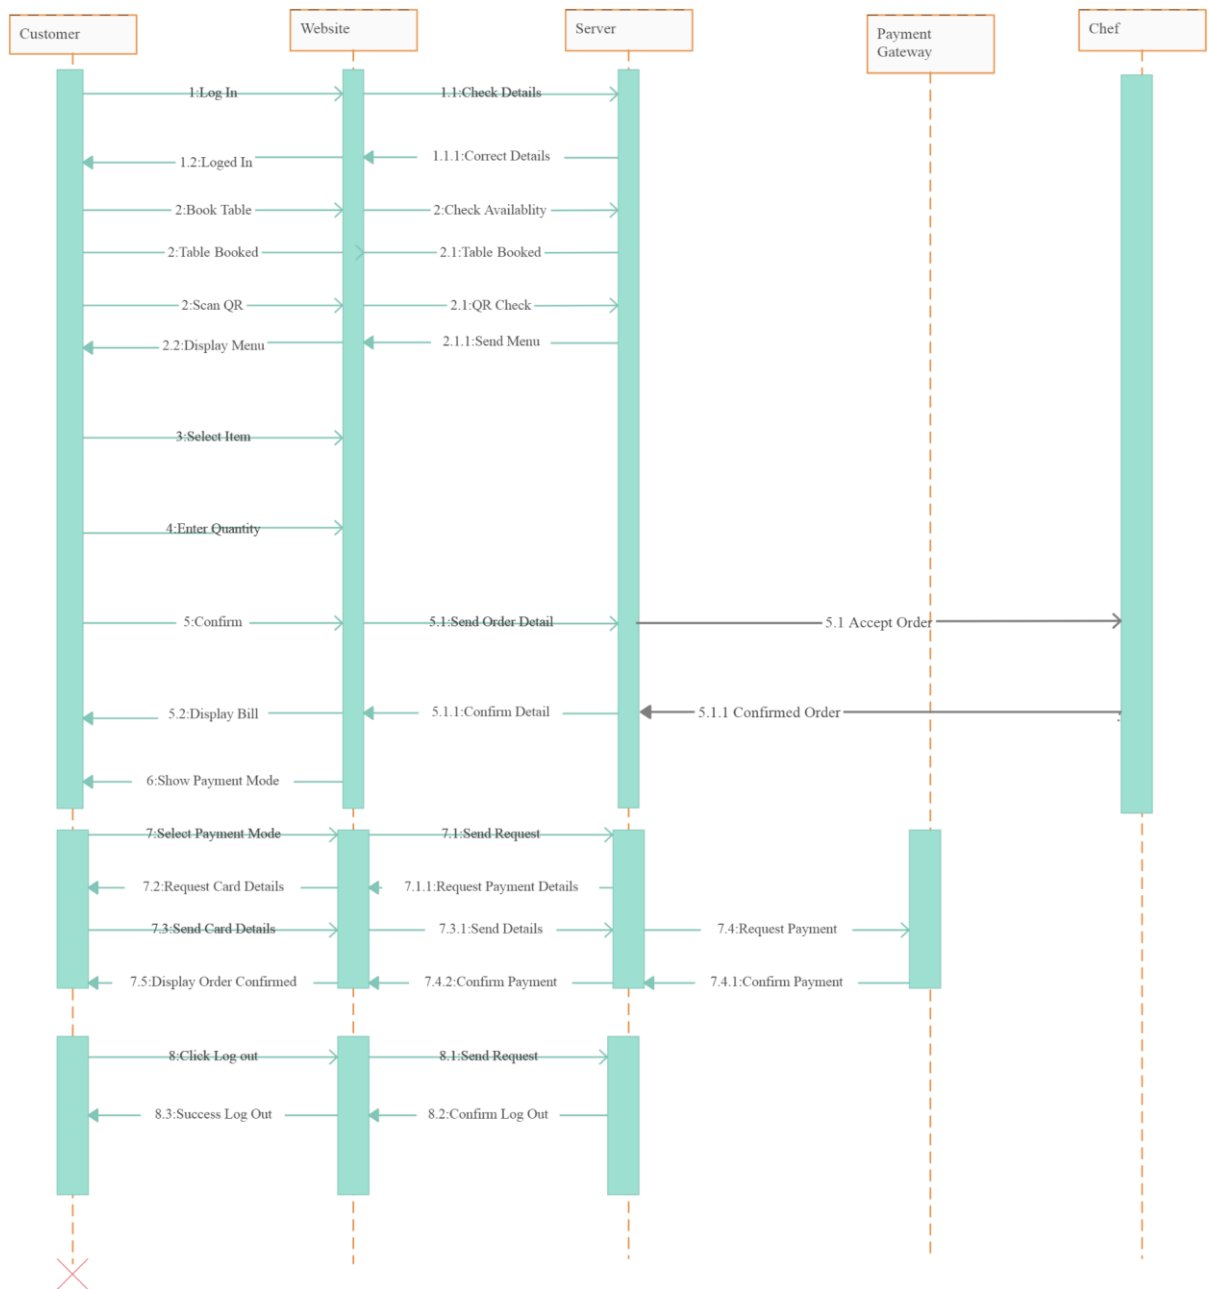 Customer
Website
Server
Payment
Gateway
Chef
1:Log In
1.1:Check Details
1.2:Loged In
1.1.1:Correct Details
2:Book Table
2:Check Availablity
2:Table Booked
2.1:Table Booked
2:Scan QR
2.1:QR Check
2.2:Display Menu
2.1.1:Send Menu
3:Select Item
4:Enter Quantity
5:Confirm
5.1:Send Order Detail
5.1 Accept Order
5.2:Display Bill
5.1.1:Confirm Detail
5.1.1 Confirmed Order
6:Show Payment Mode
7:Select Payment Mode
7.1:Send Request
7.2:Request Card Details
7.1.1:Request Payment Details
7.3:Send Card Details
7.3.1:Send Details
7.4:Request Payment
7.5:Display Order Confirmed
7.4.2:Confirm Payment
7.4.1:Confirm Payment
8:Click Log out
8.1:Send Request
8.3:Success Log Out
8.2:Confirm Log Out